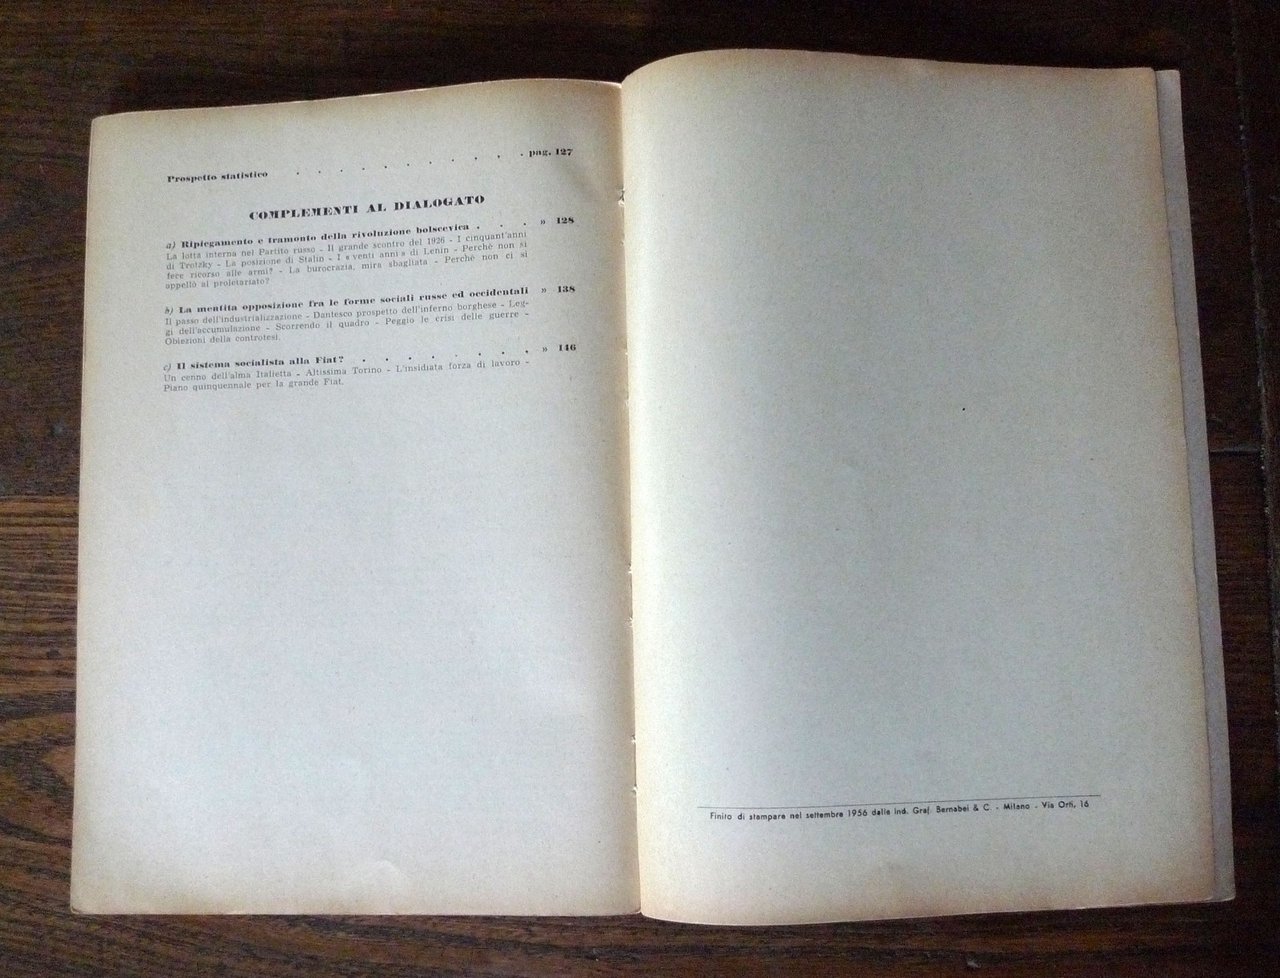 Prospetto statistico . . . . . . . . . . . pag. 127
COMPLEMENTI AL DIALOGATO
a) Ripiegamento e tramonto della rivoluzione bolscevica . . . » 128
La lotta interna nel Partito russo - Il grande scontro del 1926 - I cinquant'anni
di Trotzky - La posizione di Stalin - I « venti anni » di Lenin - Perchè non si
fece ricorso alle armi? - La burocrazia, mira sbagliata - Perchè non ci si
appellò al proletariato?
b) La mentita opposizione fra le forme sociali russe ed occidentali » 138
Il passo dell'industrializzazione - Dantesco prospetto dell'inferno borghese - Leg-
gi dell'accumulazione - Scorrendo il quadro - Peggio le crisi delle guerre -
Obiezioni della controtesi.
c) Il sistema socialista alla Fiat? . . . . . . . . » 146
Un cenno dell'alma Italietta - Altissima Torino - L'insidiata forza di lavoro -
Piano quinquennale per la grande Fiat.
Finito di stampare nel settembre 1956 dalle Ind. Graf. Bernabei & C. - Milano - Via Orti, 16